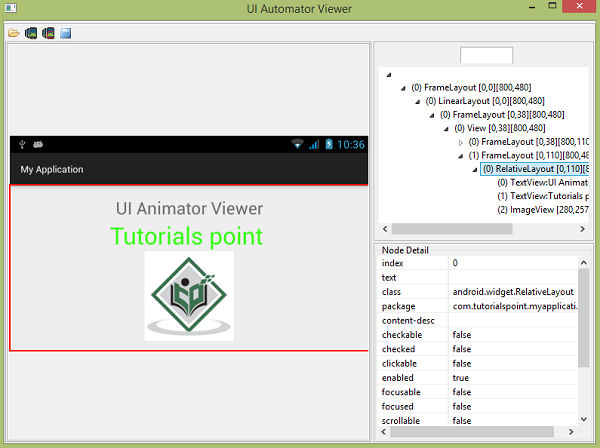 UI Automator Viewer
10:36
My Application
UI Animator Viewer
Tutorials point
(0) FrameLayout [0,0][800,480]
(0) LinearLayout [0,0][800,480]
(0) FrameLayout [0,38][800,480]
(0) View [0,38][800,480]
(0) FrameLayout [0,38][800,110
(1) FrameLayout [0,110][800,48
(0) RelativeLayout [0,110][8
(0) TextView:UI Animat
(1) TextView:Tutorials p
(2) ImageView [280,257
Node Detail
index 0
text
class android.widget.RelativeLayout
package com.tutorialspoint.myapplicati
content-desc
checkable false
checked false
clickable false
enabled true
focusable false
focused false
scrollable false